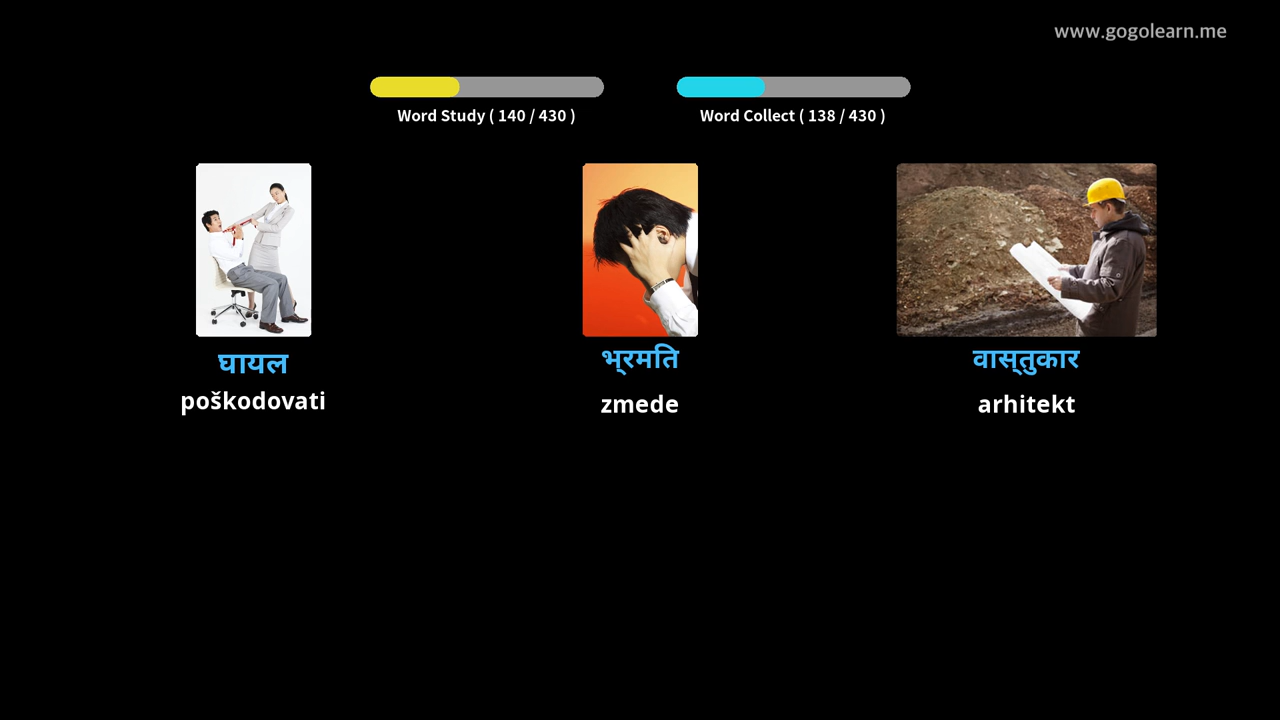 www.gogolearn.me
Word Study ( 140 / 430 )
Word Collect ( 138 / 430 )
घायल
भ्रमति
वास्तुकार
poškodovati
zmede
arhitekt